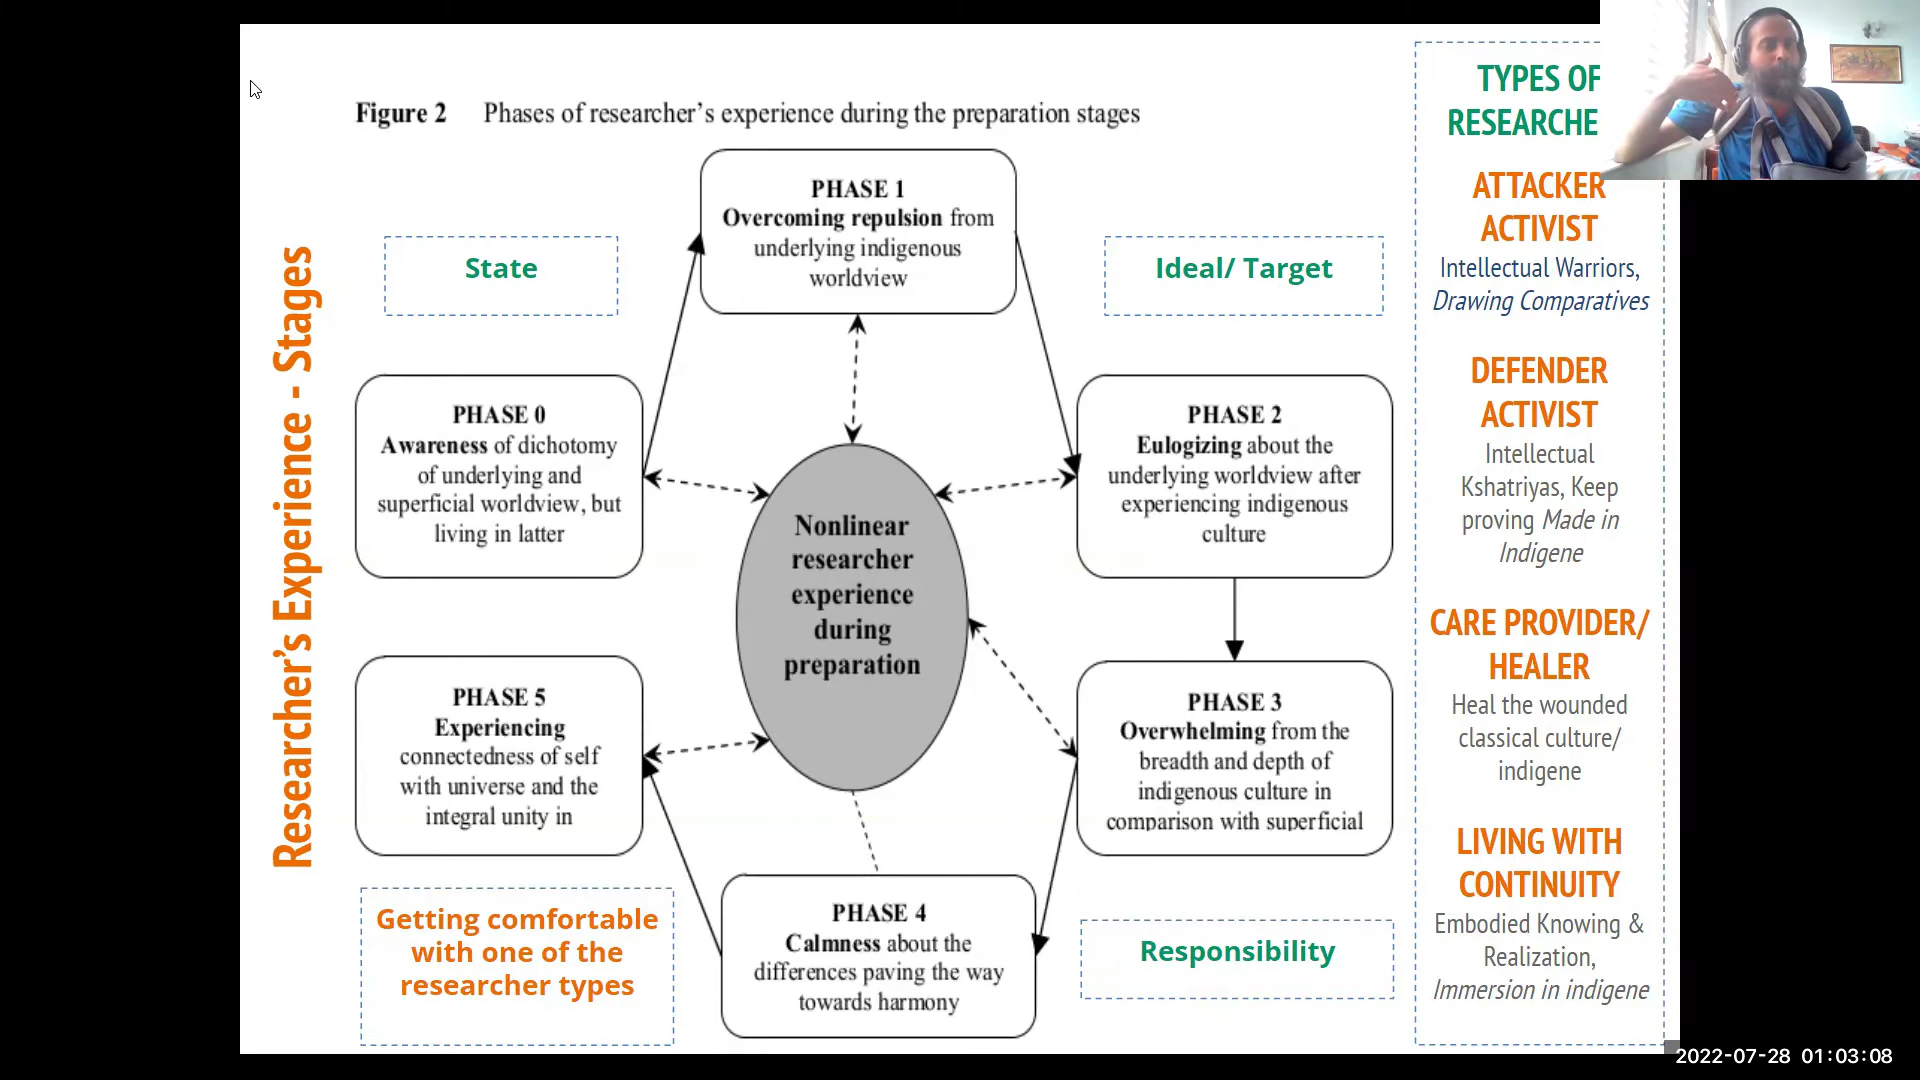 Figure 2 Phases of researcher's experience during the preparation stages
Researcher's Experience - Stages
State
PHASE 1
Overcoming repulsion from
underlying indigenous
worldview
Ideal/ Target
PHASE 0
Awareness of dichotomy
of underlying and
superficial worldview, but
living in latter
PHASE 2
Eulogizing about the
underlying worldview after
experiencing indigenous
culture
Nonlinear
researcher
experience
during
preparation
PHASE 5
Experiencing
connectedness of self
with universe and the
integral unity in
PHASE 3
Overwhelming from the
breadth and depth of
indigenous culture in
comparison with superficial
Getting comfortable
with one of the
researcher types
PHASE 4
Calmness about the
differences paving the way
towards harmony
Responsibility
TYPES OF
RESEARCHE
ATTACKER
ACTIVIST
Intellectual Warriors,
Drawing Comparatives
DEFENDER
ACTIVIST
Intellectual
Kshatriyas, Keep
proving Made in
Indigene
CARE PROVIDER/
HEALER
Heal the wounded
classical culture/
indigene
LIVING WITH
CONTINUITY
Embodied Knowing &
Realization,
Immersion in indigene
2022-07-28 01:03:08